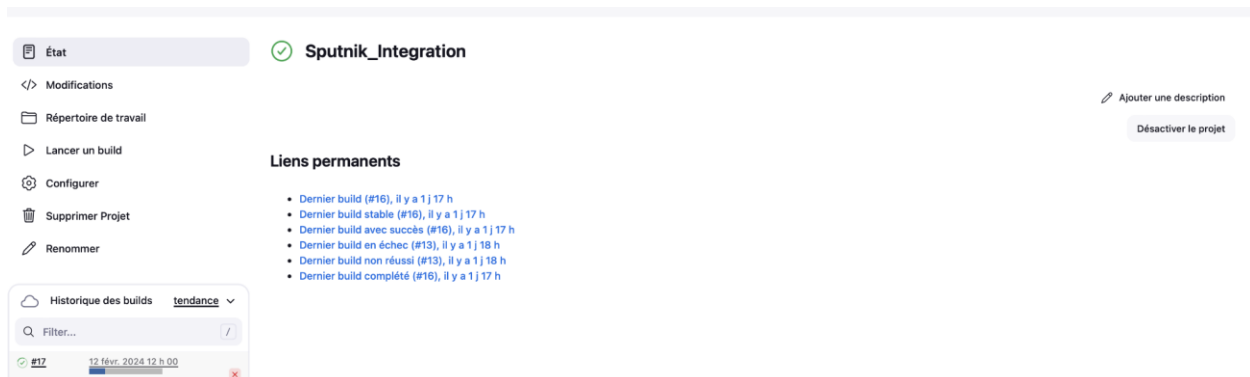 État
Modifications
Répertoire de travail
Lancer un build
Configurer
Supprimer Projet
Renommer
Historique des builds tendance
Filter... /
#17 12 févr. 2024 12 h 00
Sputnik_Integration
Ajouter une description
Désactiver le projet
Liens permanents
Dernier build (#16), il y a 1 j 17 h
Dernier build stable (#16), il y a 1 j 17 h
Dernier build avec succès (#16), il y a 1 j 17 h
Dernier build en échec (#13), il y a 1 j 18 h
Dernier build non réussi (#13), il y a 1 j 18 h
Dernier build complété (#16), il y a 1 j 17 h